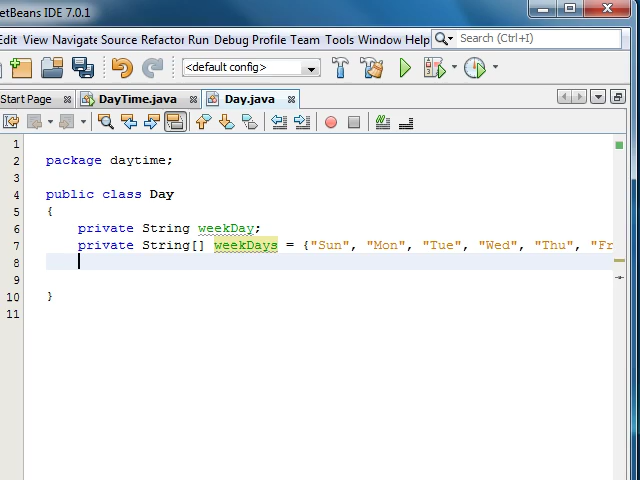 etBeans IDE 7.0.1
Edit View Navigate Source Refactor Run Debug Profile Team Tools Window Help Search (Ctrl+I)
<default config>
Start Page DayTime.java Day.java
1
2 package daytime;
3
4 public class Day
5 {
6 private String weekDay;
7 private String[] weekDays = {"Sun", "Mon", "Tue", "Wed", "Thu", "Fr
8
9
10 }
11